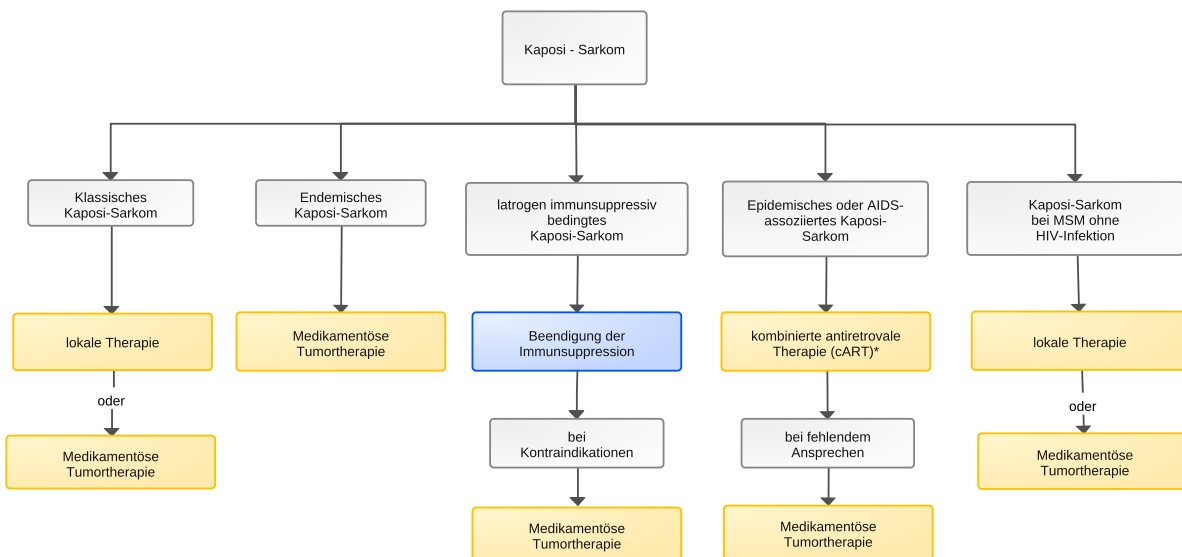 Kaposi - Sarkom
Klassisches
Kaposi-Sarkom
Endemisches
Kaposi-Sarkom
Iatrogen immunsuppressiv
bedingtes
Kaposi-Sarkom
Epidemisches oder AIDS-
assoziiertes Kaposi-
Sarkom
Kaposi-Sarkom
bei MSM ohne
HIV-Infektion
lokale Therapie
Medikamentöse
Tumortherapie
Beendigung der
Immunsuppression
kombinierte antiretrovale
Therapie (cART)*
lokale Therapie
oder
oder
Medikamentöse
Tumortherapie
bei
Kontraindikationen
bei fehlendem
Ansprechen
Medikamentöse
Tumortherapie
Medikamentöse
Tumortherapie
Medikamentöse
Tumortherapie